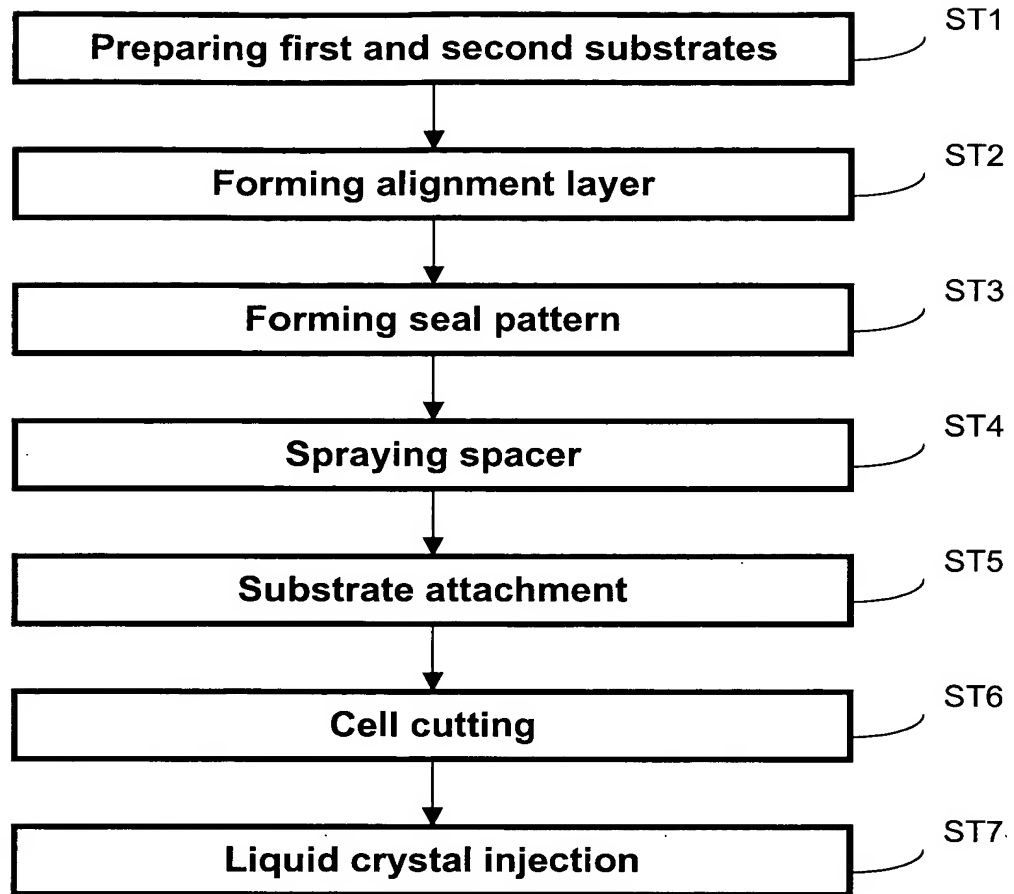 ST1
Preparing first and second substrates
ST2
Forming alignment layer
ST3
Forming seal pattern
ST4
Spraying spacer
ST5
Substrate attachment
ST6
Cell cutting
ST7
Liquid crystal injection